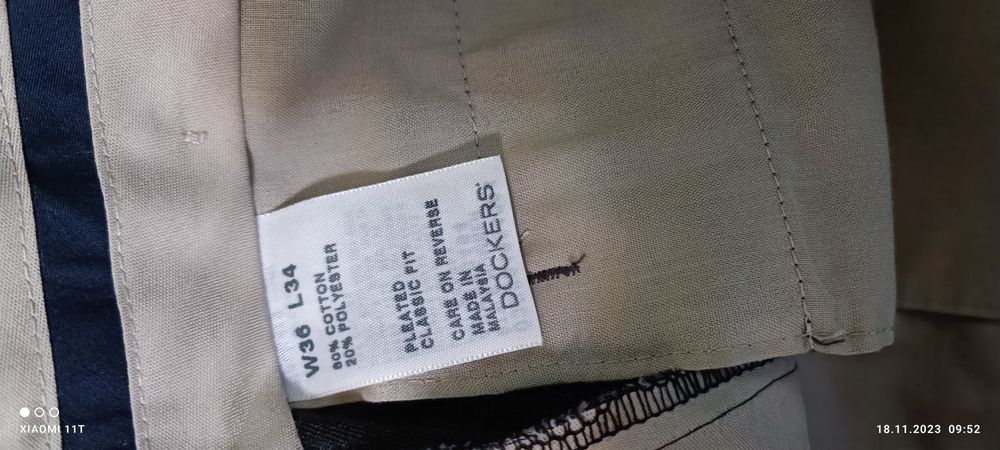 W36 L34
80% COTTON
20% POLYESTER
PLEATED
CLASSIC FIT
CARE ON REVERSE
MADE IN
MALAYSIA
DOCKERS®
XIAOMI 11T
18.11.2023 09:52